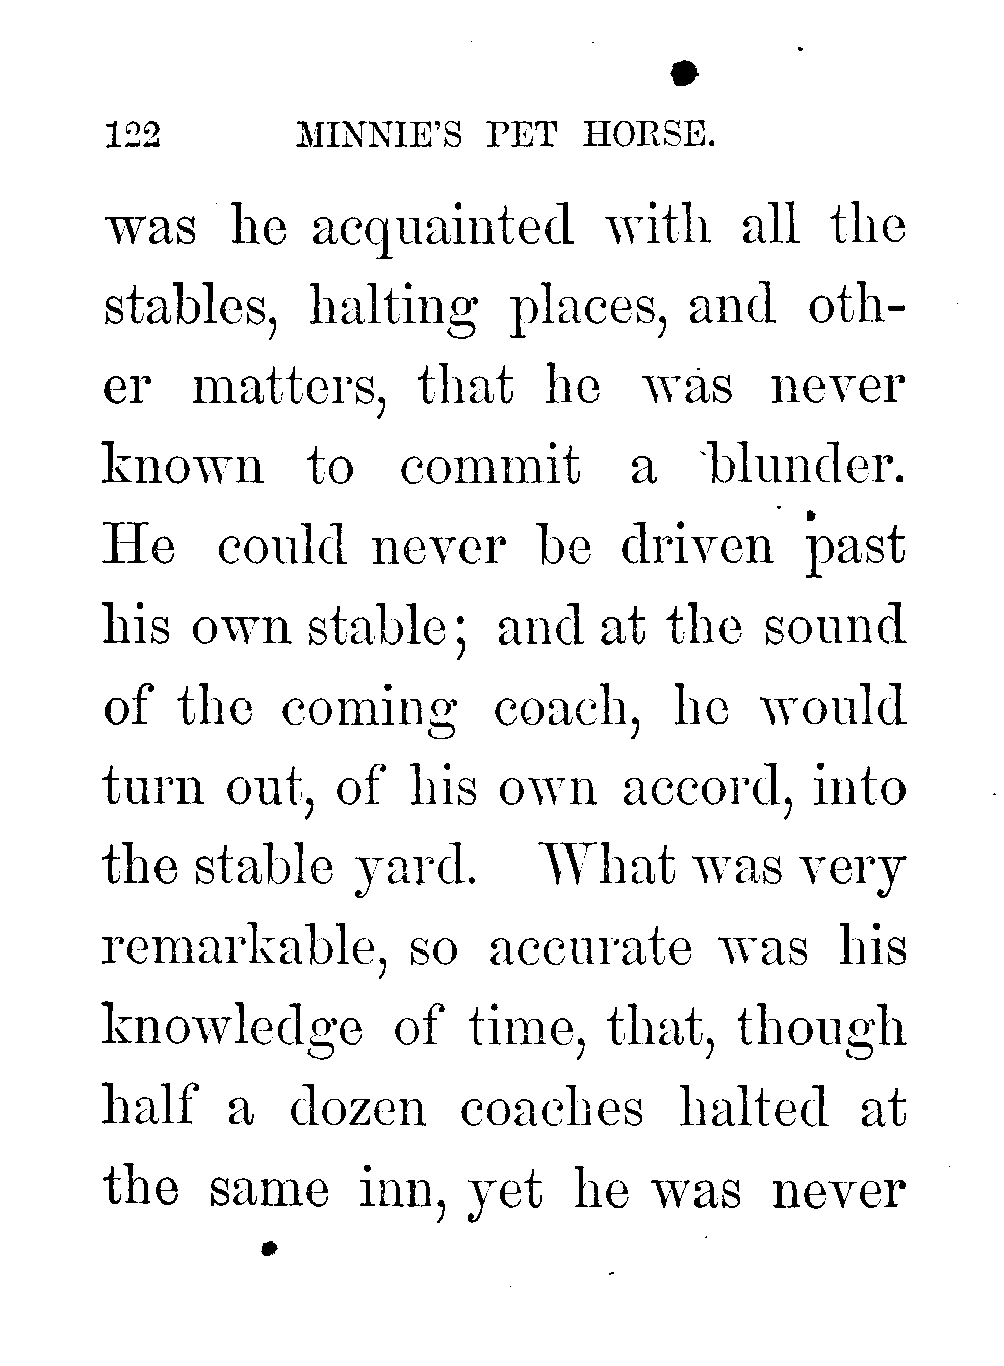 122 MINNIE'S PET HORSE.
was he acquainted with all the
stables, halting places, and oth-
er matters, that he was never
known to commit a blunder.
He could never be driven past
his own stable; and at the sound
of the coming coach, he would
turn out, of his own accord, into
the stable yard. What was very
remarkable, so accurate was his
knowledge of time, that, though
half a dozen coaches halted at
the same inn, yet he was never